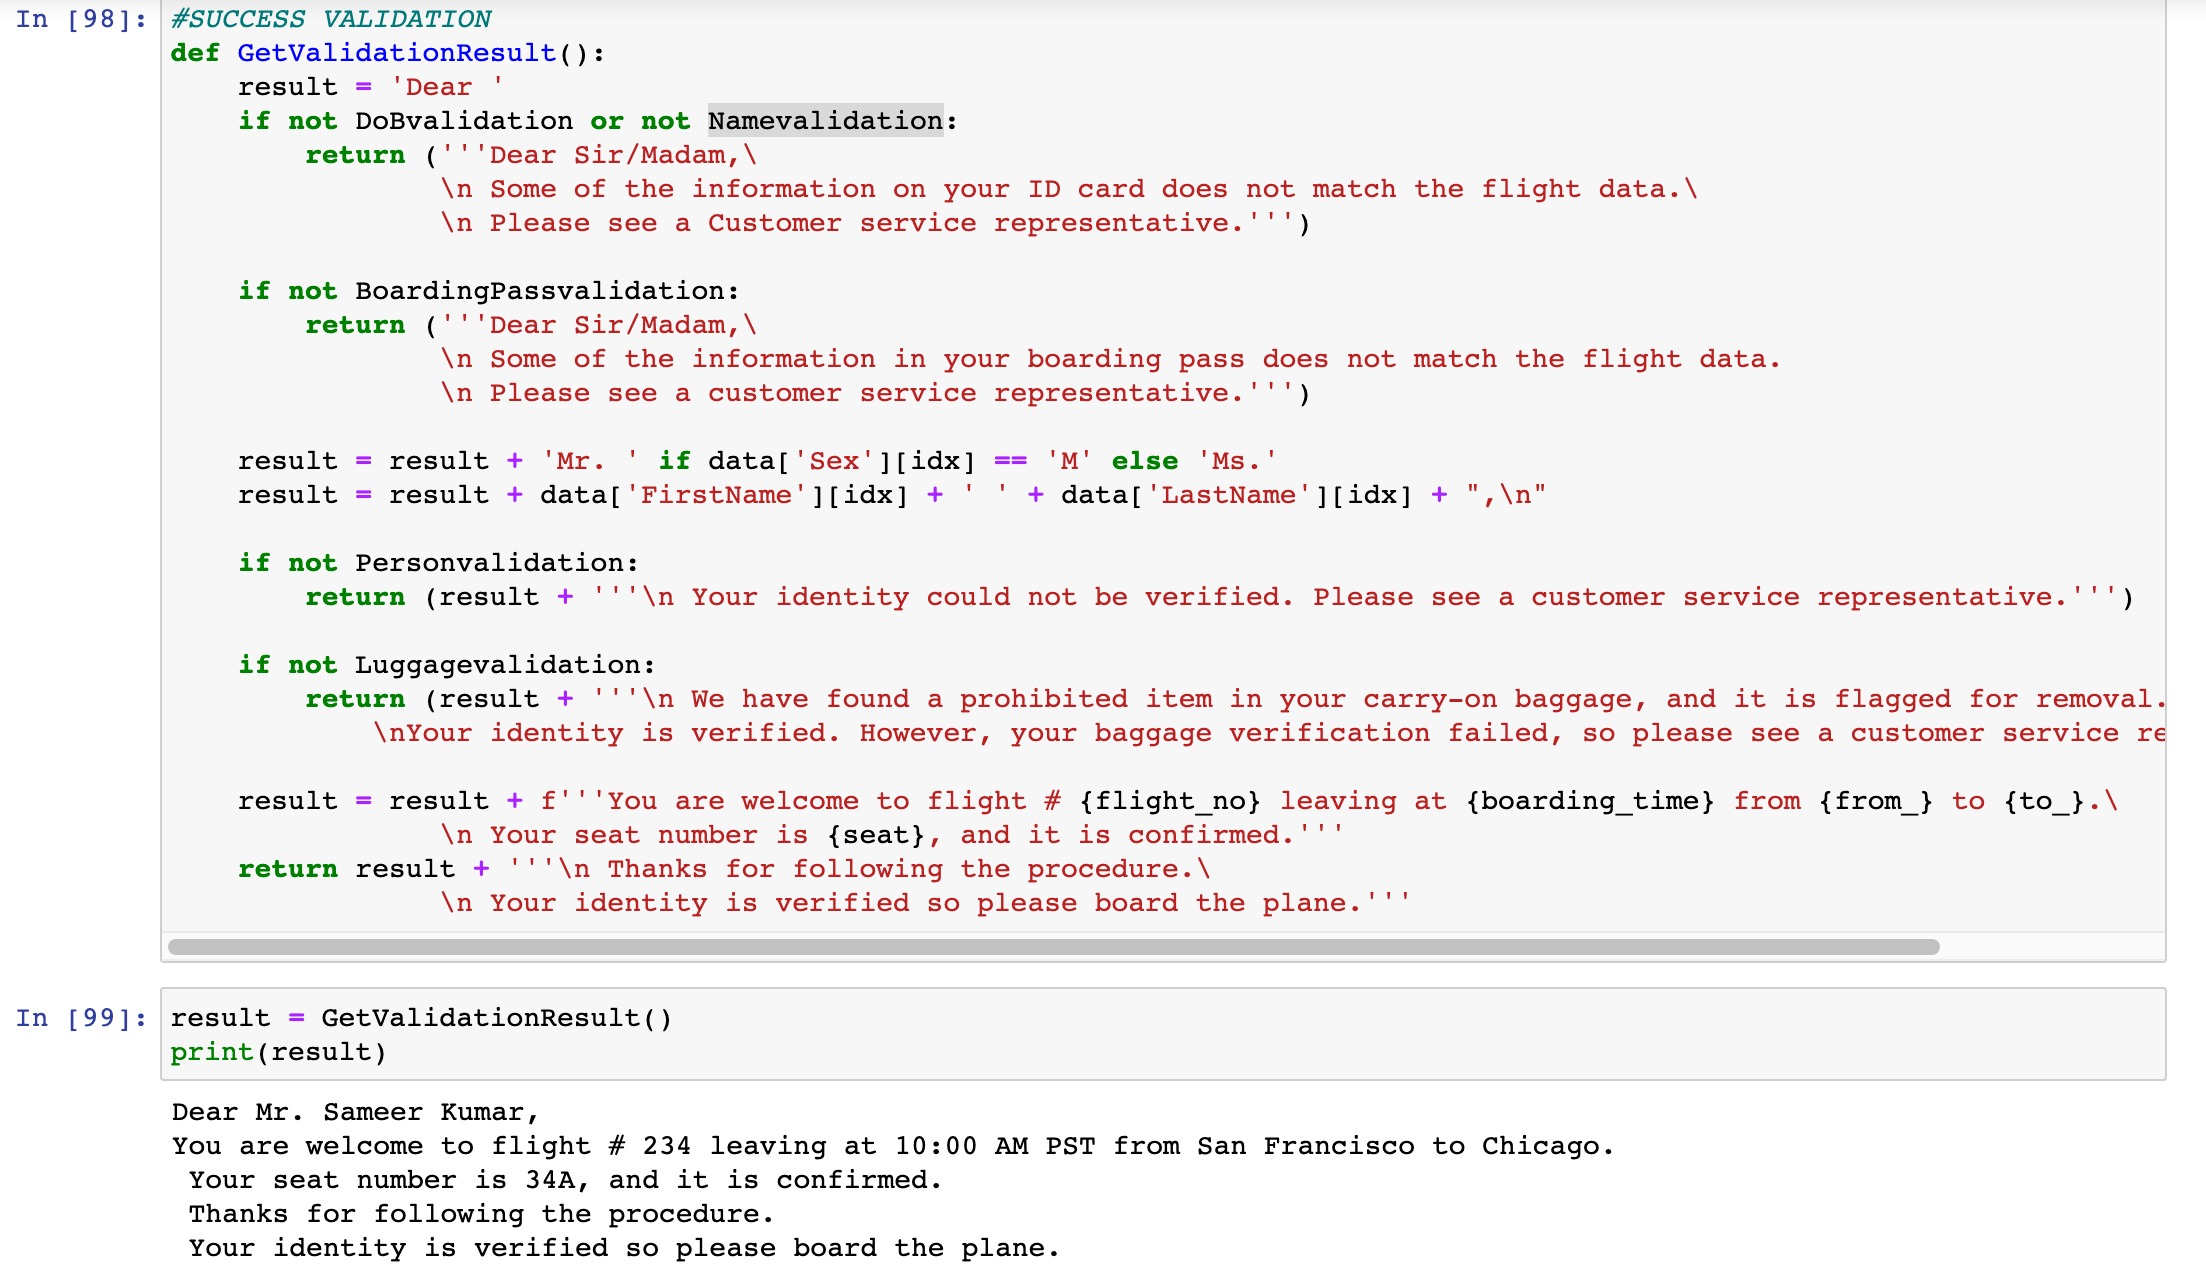 In [98]:
#SUCCESS VALIDATION
def GetValidationResult():
    result = 'Dear '
    if not DoBvalidation or not Namevalidation:
        return ('''Dear Sir/Madam,\
                \n Some of the information on your ID card does not match the flight data.\
                \n Please see a Customer service representative.''')

    if not BoardingPassvalidation:
        return ('''Dear Sir/Madam,\
                \n Some of the information in your boarding pass does not match the flight data.
                \n Please see a customer service representative.''')

    result = result + 'Mr. ' if data['Sex'][idx] == 'M' else 'Ms.'
    result = result + data['FirstName'][idx] + ' ' + data['LastName'][idx] + ",\n"

    if not Personvalidation:
        return (result + '''\n Your identity could not be verified. Please see a customer service representative.''')

    if not Luggagevalidation:
        return (result + '''\n We have found a prohibited item in your carry-on baggage, and it is flagged for removal.
            \nYour identity is verified. However, your baggage verification failed, so please see a customer service re

    result = result + f'''You are welcome to flight # {flight_no} leaving at {boarding_time} from {from_} to {to_}.\
                \n Your seat number is {seat}, and it is confirmed.'''
    return result + '''\n Thanks for following the procedure.\
                \n Your identity is verified so please board the plane.'''
In [99]:
result = GetValidationResult()
print(result)
Dear Mr. Sameer Kumar,
You are welcome to flight # 234 leaving at 10:00 AM PST from San Francisco to Chicago.
 Your seat number is 34A, and it is confirmed.
 Thanks for following the procedure.
 Your identity is verified so please board the plane.